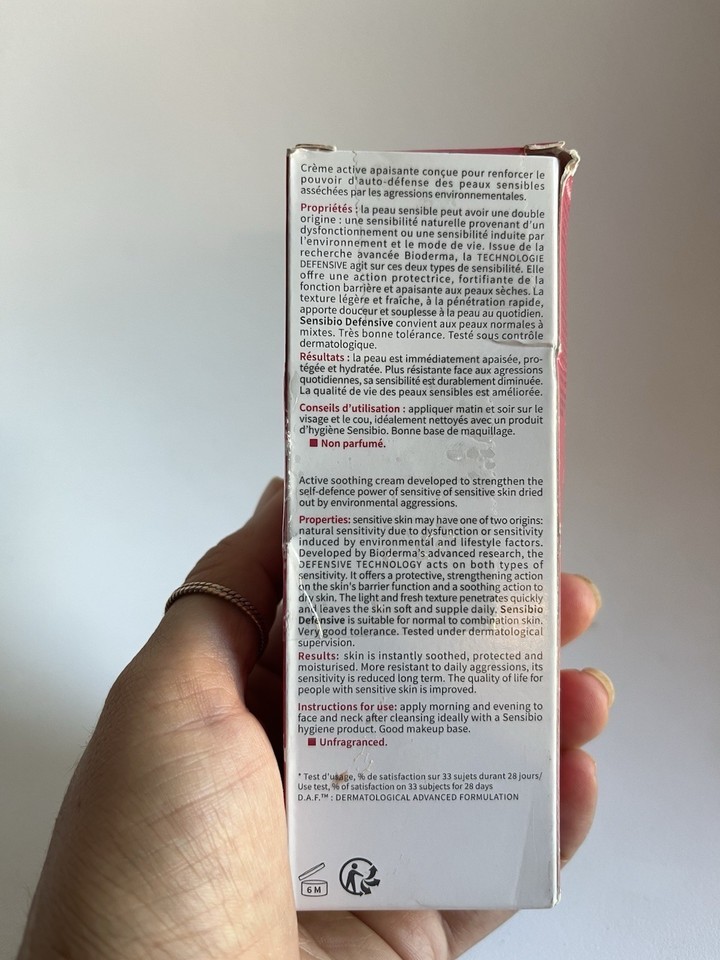 Crème active apaisante conçue pour renforcer le
pouvoir d'auto-défense des peaux sensibles
asséchées par les agressions environnementales.
Propriétés : la peau sensible peut avoir une double
origine : une sensibilité naturelle provenant d'un
dysfonctionnement ou une sensibilité induite par
l'environnement et le mode de vie. Issue de la
recherche avancée Bioderma, la TECHNOLOGIE
DEFENSIVE agit sur ces deux types de sensibilité. Elle
offre une action protectrice, fortifiante de la
fonction barrière et apaisante aux peaux sèches. La
texture légère et fraîche, à la pénétration rapide,
apporte douceur et souplesse à la peau au quotidien.
Sensibio Defensive convient aux peaux normales à
mixtes. Très bonne tolérance. Testé sous contrôle
dermatologique.
Résultats : la peau est immédiatement apaisée, pro-
tégée et hydratée. Plus résistante face aux agressions
quotidiennes, sa sensibilité est durablement diminuée.
La qualité de vie des peaux sensibles est améliorée.
Conseils d'utilisation : appliquer matin et soir sur le
visage et le cou, idéalement nettoyés avec un produit
d'hygiène Sensibio. Bonne base de maquillage.
Non parfumé.
Active soothing cream developed to strengthen the
self-defence power of sensitive of sensitive skin dried
out by environmental aggressions.
Properties: sensitive skin may have one of two origins:
natural sensitivity due to dysfunction or sensitivity
induced by environmental and lifestyle factors.
Developed by Bioderma's advanced research, the
DEFENSIVE TECHNOLOGY acts on both types of
sensitivity. It offers a protective, strengthening action
on the skin's barrier function and a soothing action to
dry skin. The light and fresh texture penetrates quickly
and leaves the skin soft and supple daily. Sensibio
Defensive is suitable for normal to combination skin.
Very good tolerance. Tested under dermatological
supervision.
Results: skin is instantly soothed, protected and
moisturised. More resistant to daily aggressions, its
sensitivity is reduced long term. The quality of life for
people with sensitive skin is improved.
Instructions for use: apply morning and evening to
face and neck after cleansing ideally with a Sensibio
hygiene product. Good makeup base.
Unfragranced.
* Test d'usage, % de satisfaction sur 33 sujets durant 28 jours/
Use test, % of satisfaction on 33 subjects for 28 days
D.A.F.™ : DERMATOLOGICAL ADVANCED FORMULATION
6 M